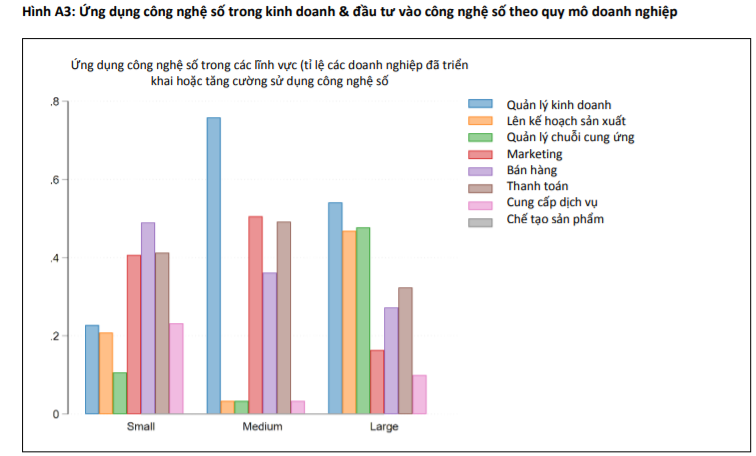 Hình A3: Ứng dụng công nghệ số trong kinh doanh & đầu tư vào công nghệ số theo quy mô doanh nghiệp
Ứng dụng công nghệ số trong các lĩnh vực (tỉ lệ các doanh nghiệp đã triển
khai hoặc tăng cường sử dụng công nghệ số
.8
.6
.4
.2
0
Small
Medium
Large
Quản lý kinh doanh
Lên kế hoạch sản xuất
Quản lý chuỗi cung ứng
Marketing
Bán hàng
Thanh toán
Cung cấp dịch vụ
Chế tạo sản phẩm